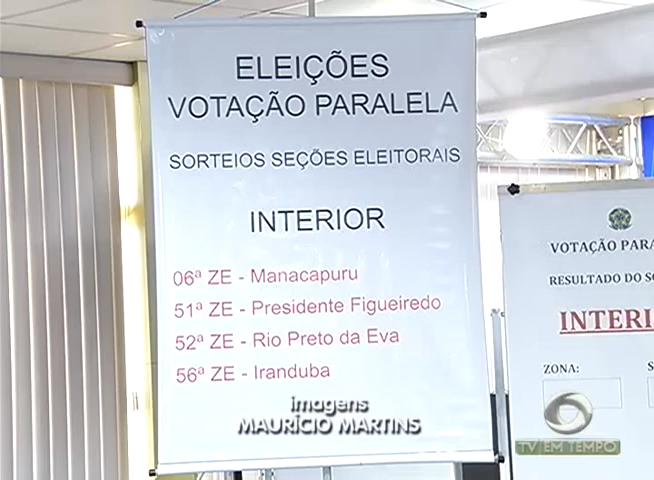 ELEIÇÕES
VOTAÇÃO PARALELA
SORTEIOS SEÇÕES ELEITORAIS
INTERIOR
06ª ZE - Manacapuru
51ª ZE - Presidente Figueiredo
52ª ZE - Rio Preto da Eva
56ª ZE - Iranduba
imagens
MAURÍCIO MARTINS
VOTAÇÃO PARA
RESULTADO DO SO
INTERI
ZONA:
S
TV EM TEMPO